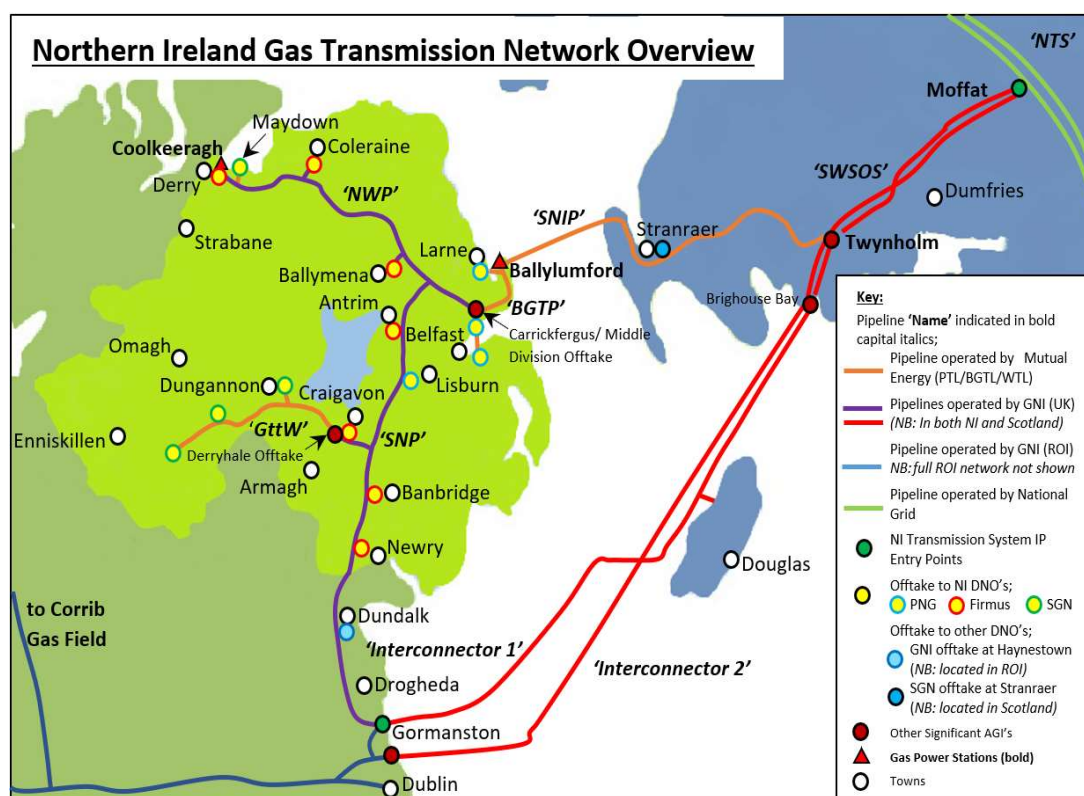 Northern Ireland Gas Transmission Network Overview
‘NTS’
Moffat
Maydown
Coolkeeragh
Coleraine
Derry
‘NWP’
‘SWSOS’
Dumfries
‘SNIP’
Stranraer
Strabane
Larne
Twynholm
Ballymena
Ballylumford
Antrim
‘BGTP’
Brighouse Bay
Belfast
Carrickfergus/ Middle
Division Offtake
Omagh
Dungannon
Craigavon
Lisburn
Enniskillen
‘GttW’
‘SNP’
Derryhale Offtake
Armagh
Banbridge
Newry
Douglas
to Corrib
Gas Field
Dundalk
‘Interconnector 1’
‘Interconnector 2’
Drogheda
Gormanston
Dublin
Key:
Pipeline ‘Name’ indicated in bold
capital italics;
Pipeline operated by Mutual
Energy (PTL/BGTL/WTL)
Pipelines operated by GNI (UK)
(NB: In both NI and Scotland)
Pipeline operated by GNI (ROI)
NB: full ROI network not shown
Pipeline operated by National
Grid
NI Transmission System IP
Entry Points
Offtake to NI DNO’s;
PNG Firmus SGN
Offtake to other DNO’s;
GNI offtake at Haynestown
(NB: located in ROI)
SGN offtake at Stranraer
(NB: located in Scotland)
Other Significant AGI’s
Gas Power Stations (bold)
Towns